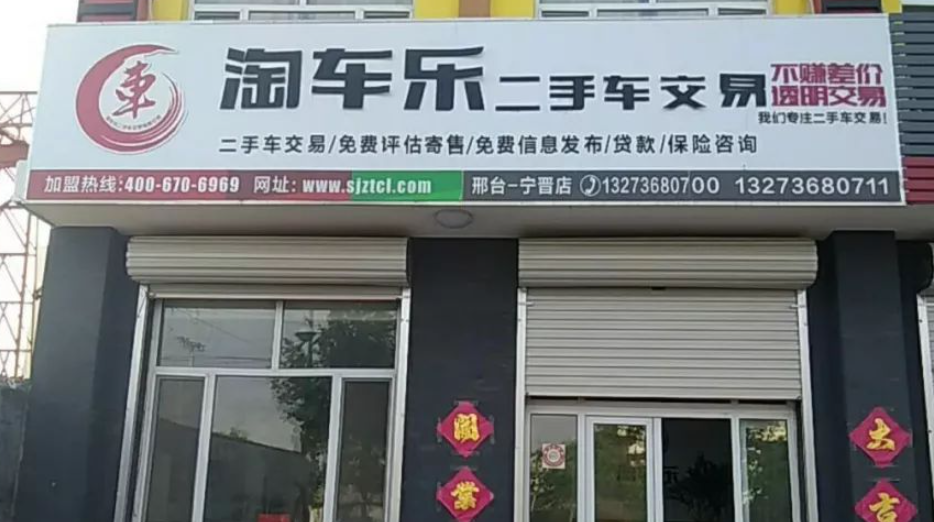 車
淘车乐二手车交易
不赚差价
透明交易
我们专注二手车交易!
二手车交易/免费评估寄售/免费信息发布/贷款/保险咨询
加盟热线:400-670-6969 网址: www.sjztcl.com 邢台-宁晋店 13273680700 13273680711
開
業
大
吉